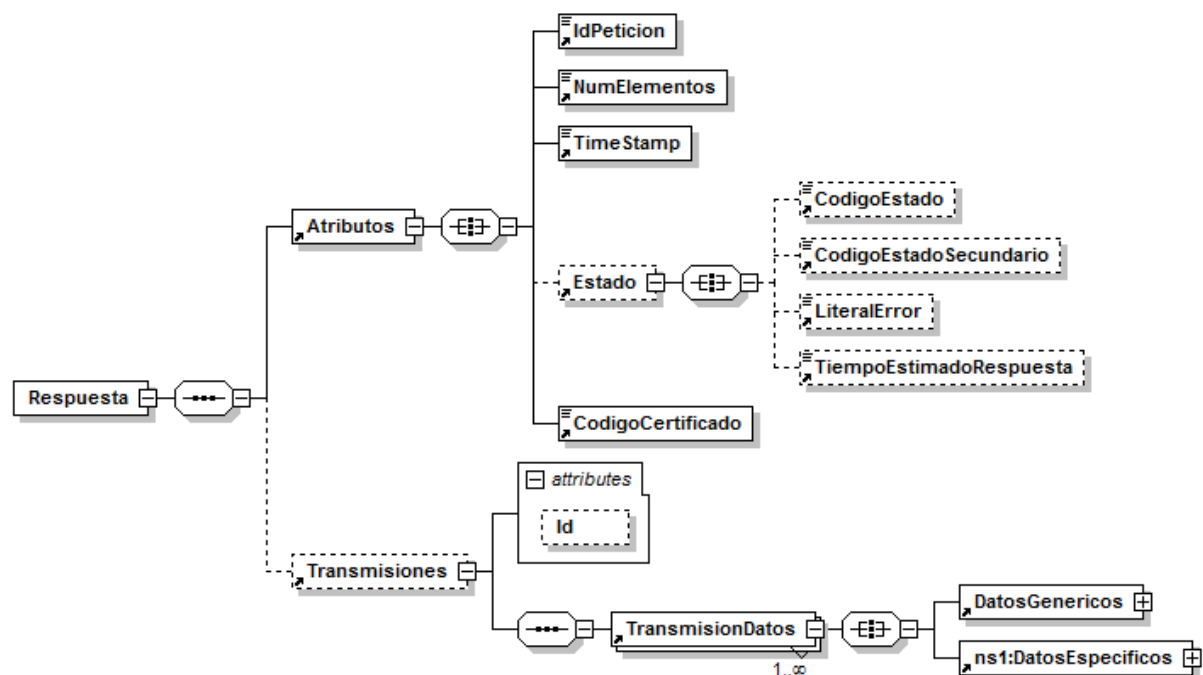 IdPeticion
NumElementos
TimeStamp
CodigoEstado
Atributos
CodigoEstadoSecundario
Estado
LiteralError
TiempoEstimadoRespuesta
Respuesta
CodigoCertificado
attributes
Id
Transmisiones
DatosGenericos
TransmisionDatos
ns1:DatosEspecificos
1..∞